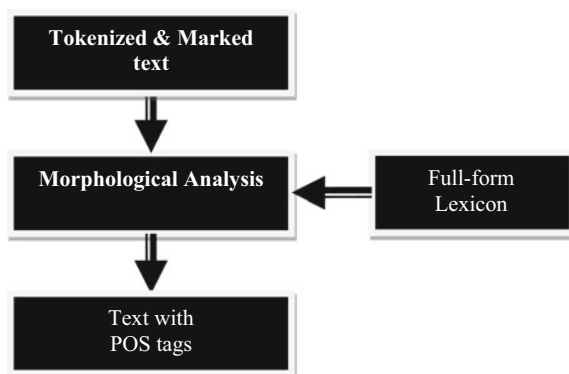 Tokenized & Marked
text
Morphological Analysis
Full-form
Lexicon
Text with
POS tags